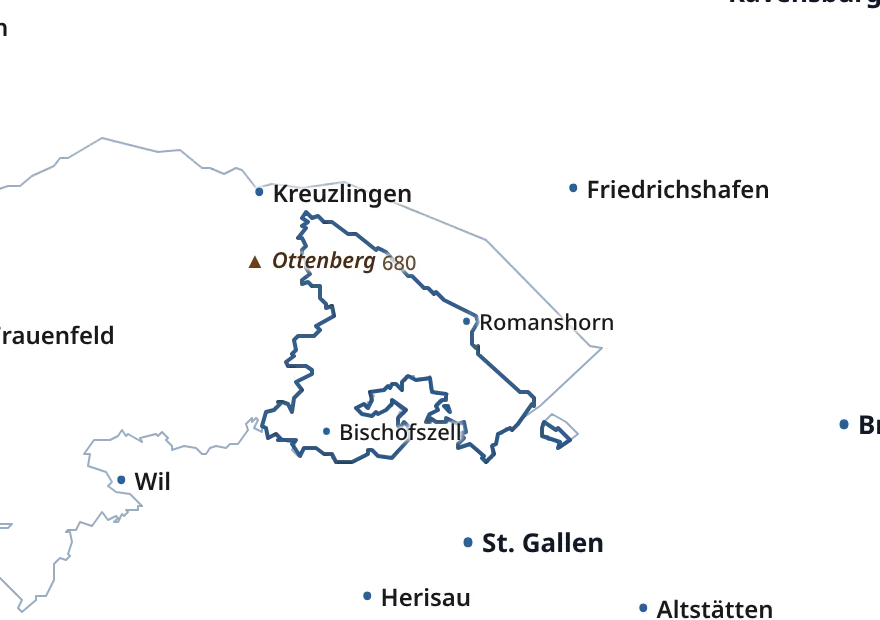 Friedrichshafen
Kreuzlingen
Ottenberg 680
Romanshorn
Bischofszell
Wil
St. Gallen
Herisau
Altstätten